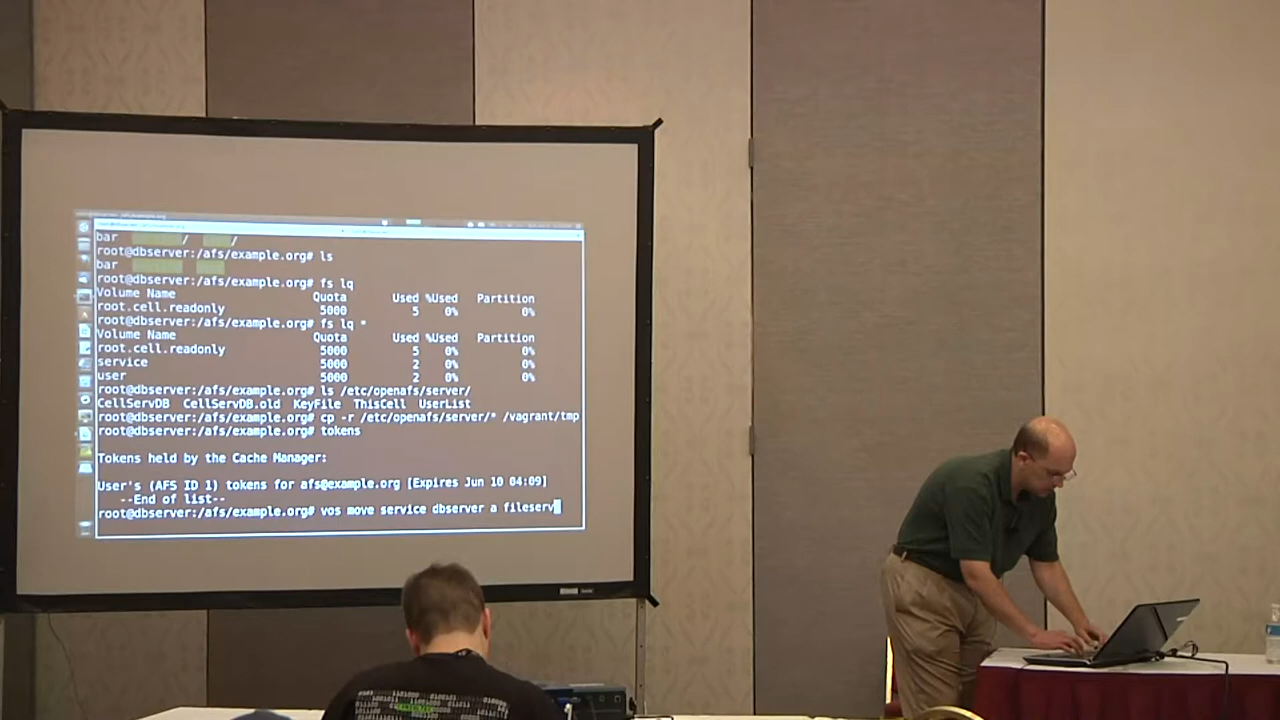 bar / /
root@dbserver:/afs/example.org# ls
bar
root@dbserver:/afs/example.org# fs lq
Volume Name Quota Used %Used Partition
root.cell.readonly 5000 5 0% 0%
root@dbserver:/afs/example.org# fs lq *
Volume Name Quota Used %Used Partition
root.cell.readonly 5000 5 0% 0%
service 5000 2 0% 0%
user 5000 2 0% 0%
root@dbserver:/afs/example.org# ls /etc/openafs/server/
CellServDB CellServDB.old KeyFile ThisCell UserList
root@dbserver:/afs/example.org# cp -r /etc/openafs/server/* /vagrant/tmp
root@dbserver:/afs/example.org# tokens
Tokens held by the Cache Manager:
User's (AFS ID 1) tokens for afs@example.org [Expires Jun 10 04:09]
--End of list--
root@dbserver:/afs/example.org# vos move service dbserver a fileserv